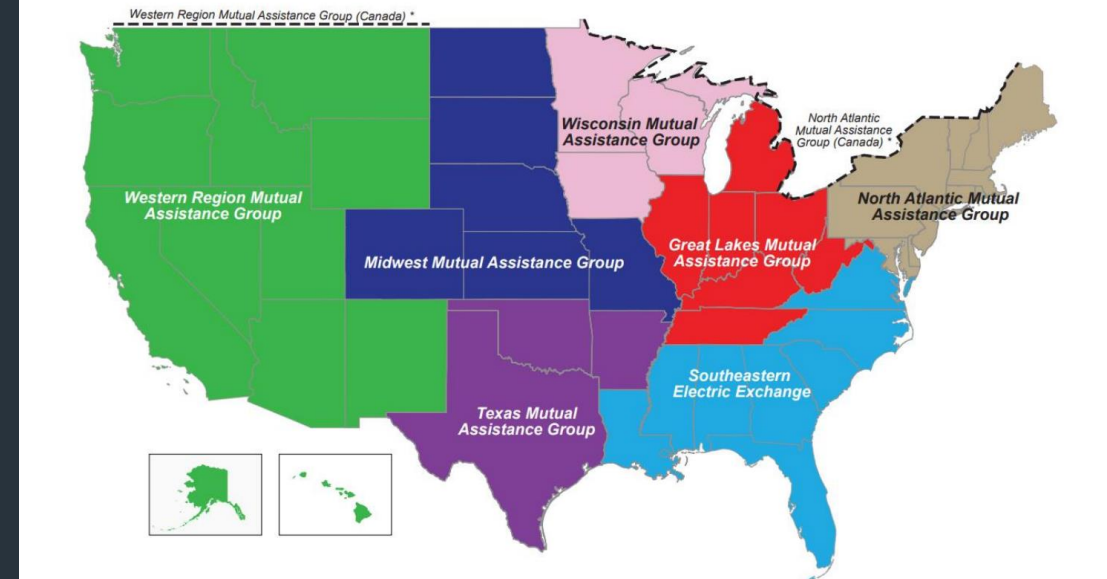 Western Region Mutual Assistance Group (Canada) *
North Atlantic
Mutual Assistance
Group (Canada) *
Wisconsin Mutual
Assistance Group
Western Region Mutual
Assistance Group
North Atlantic Mutual
Assistance Group
Great Lakes Mutual
Assistance Group
Midwest Mutual Assistance Group
Southeastern
Electric Exchange
Texas Mutual
Assistance Group